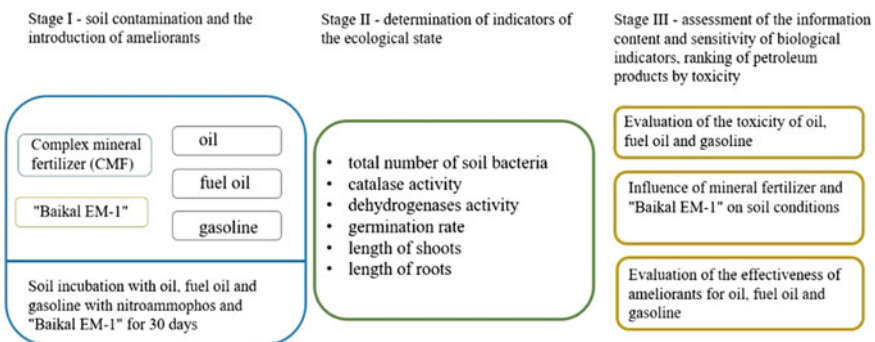 Stage I - soil contamination and the
introduction of ameliorants
Complex mineral
fertilizer (CMF)
"Baikal EM-1"
oil
fuel oil
gasoline
Soil incubation with oil, fuel oil and
gasoline with nitroammophos and
"Baikal EM-1" for 30 days
Stage II - determination of indicators of
the ecological state
• total number of soil bacteria
• catalase activity
• dehydrogenases activity
• germination rate
• length of shoots
• length of roots
Stage III - assessment of the information
content and sensitivity of biological
indicators, ranking of petroleum
products by toxicity
Evaluation of the toxicity of oil,
fuel oil and gasoline
Influence of mineral fertilizer and
"Baikal EM-1" on soil conditions
Evaluation of the effectiveness of
ameliorants for oil, fuel oil and
gasoline